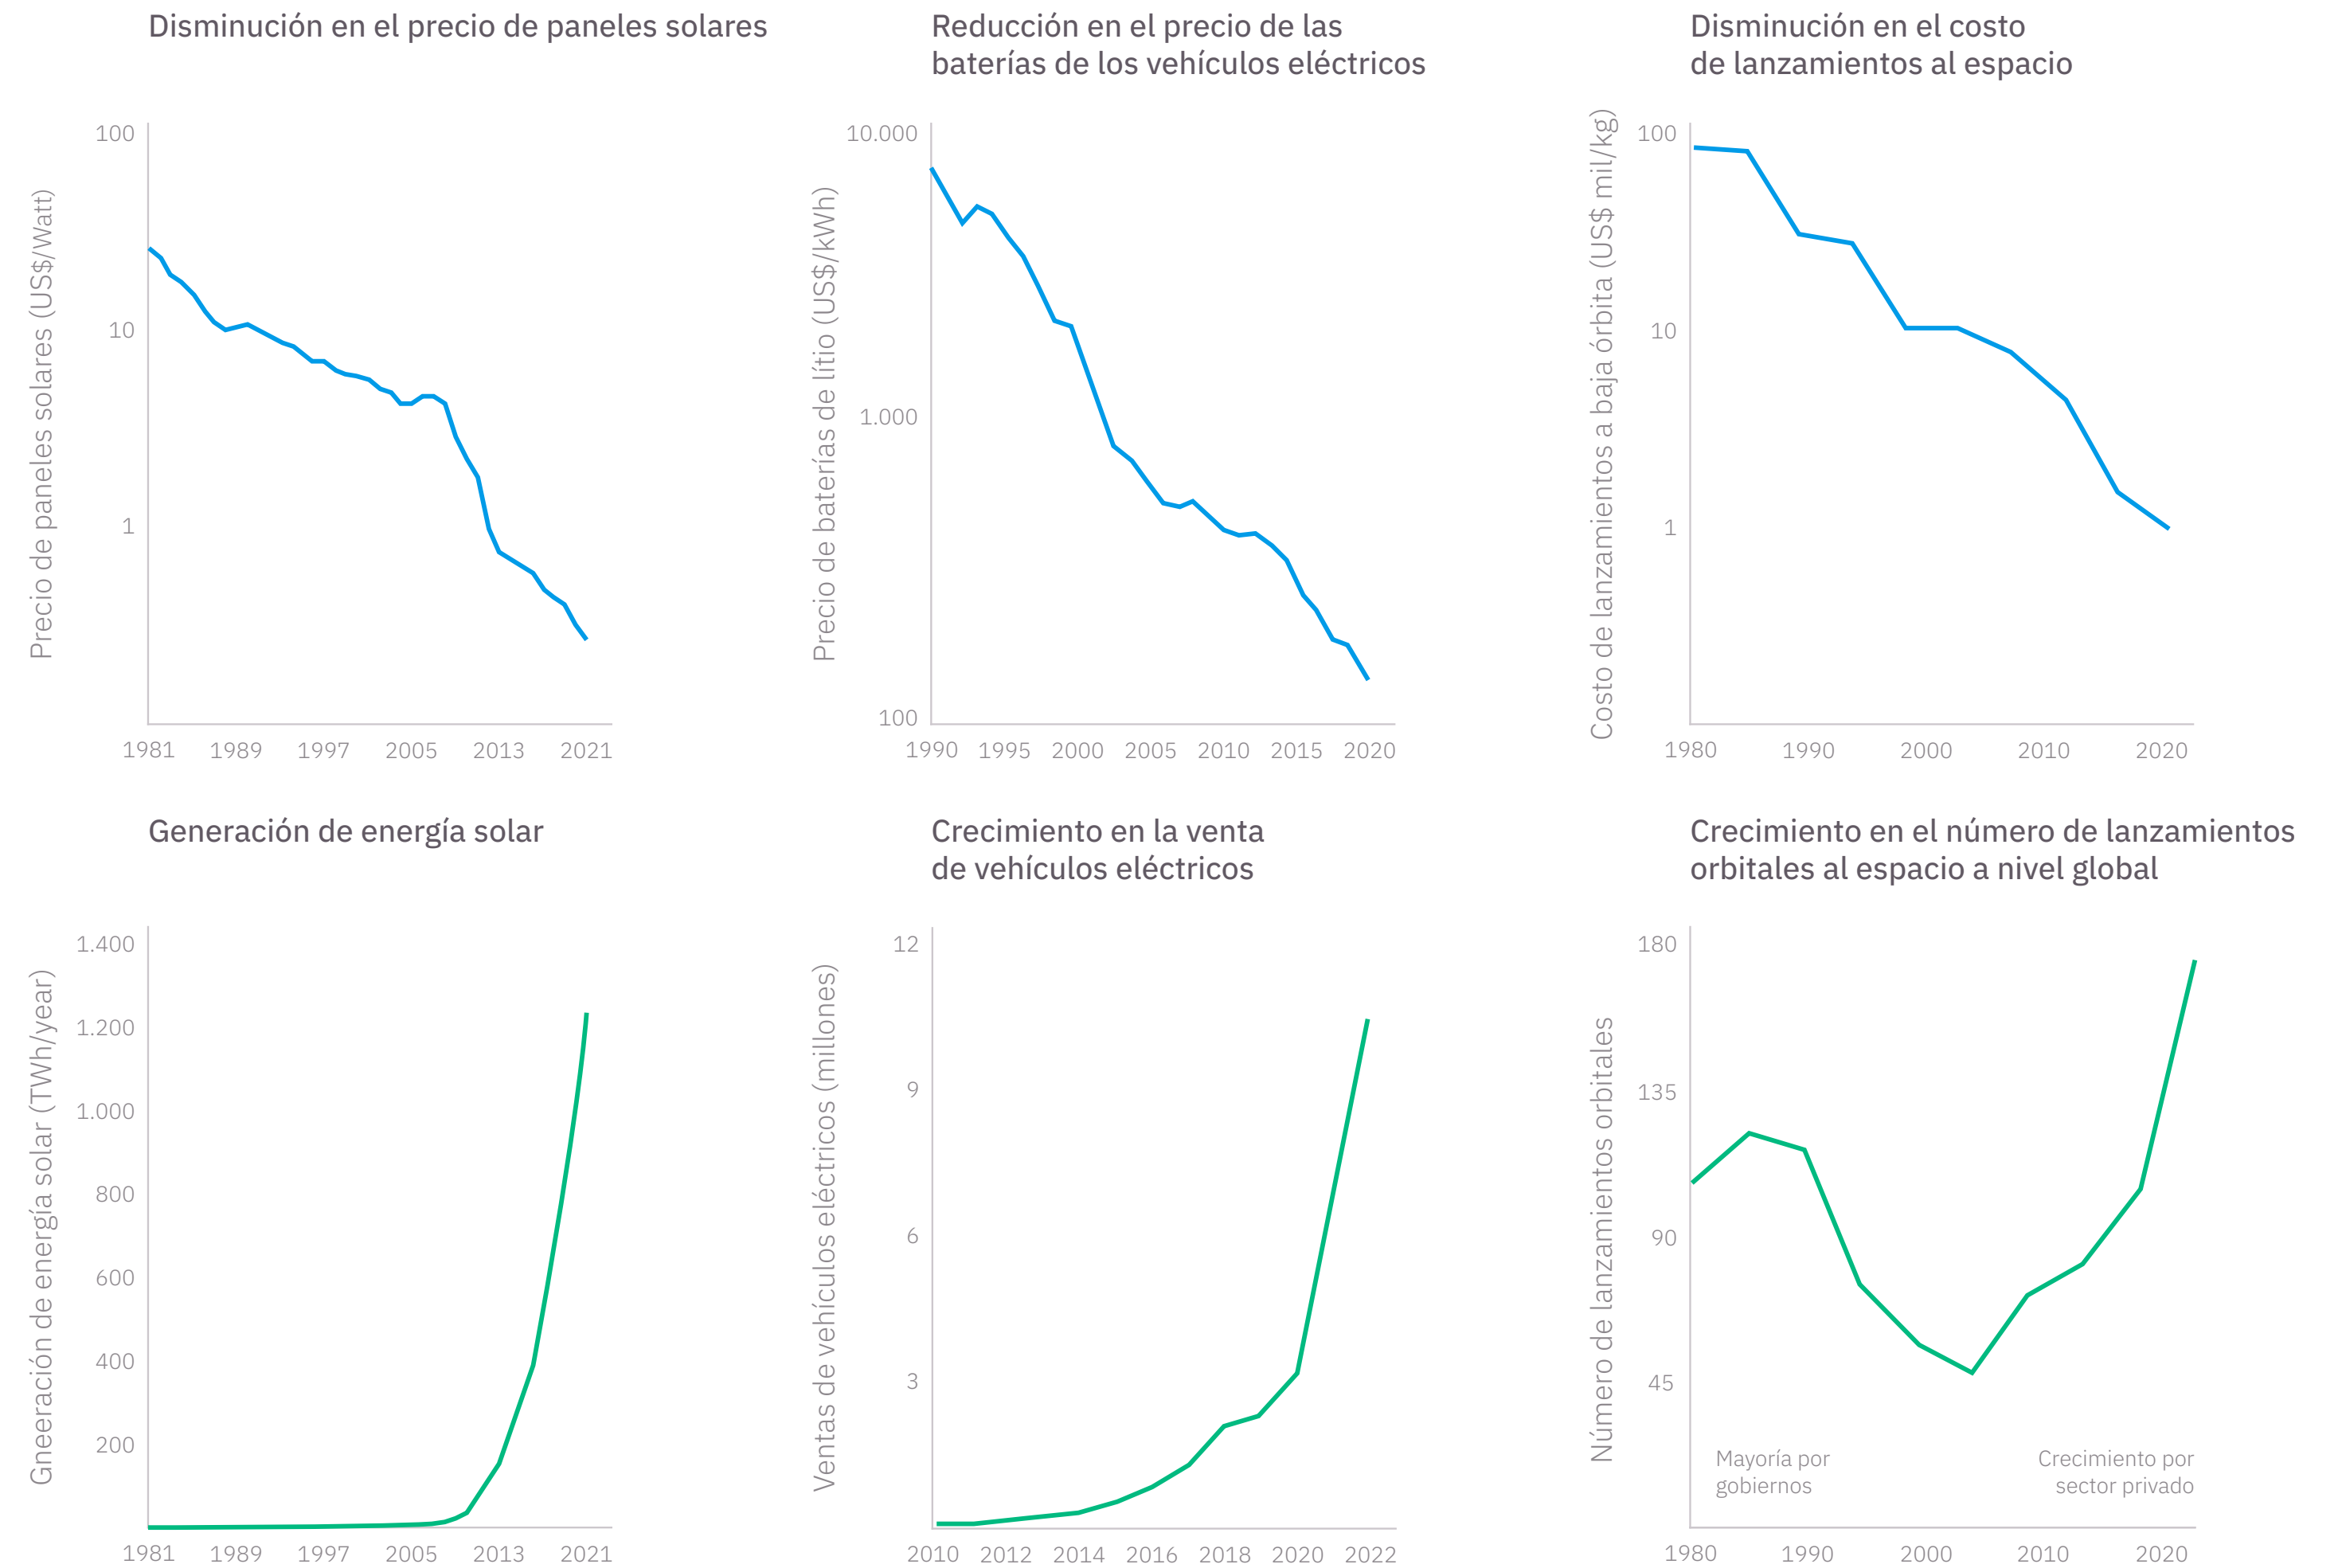 Disminución en el precio de paneles solares
Precio de paneles solares (US$/Watt)
100
10
1
1981 1989 1997 2005 2013 2021
Reducción en el precio de las
baterías de los vehículos eléctricos
Precio de baterías de lítio (US$/kWh)
10.000
1.000
100
1990 1995 2000 2005 2010 2015 2020
Disminución en el costo
de lanzamientos al espacio
Costo de lanzamientos a baja órbita (US$ mil/kg)
100
10
1
1980 1990 2000 2010 2020
Generación de energía solar
Gneeración de energía solar (TWh/year)
1.400
1.200
1.000
800
600
400
200
1981 1989 1997 2005 2013 2021
Crecimiento en la venta
de vehículos eléctricos
Ventas de vehículos eléctricos (millones)
12
9
6
3
2010 2012 2014 2016 2018 2020 2022
Crecimiento en el número de lanzamientos
orbitales al espacio a nivel global
Número de lanzamientos orbitales
180
135
90
45
Mayoría por
gobiernos
Crecimiento por
sector privado
1980 1990 2000 2010 2020